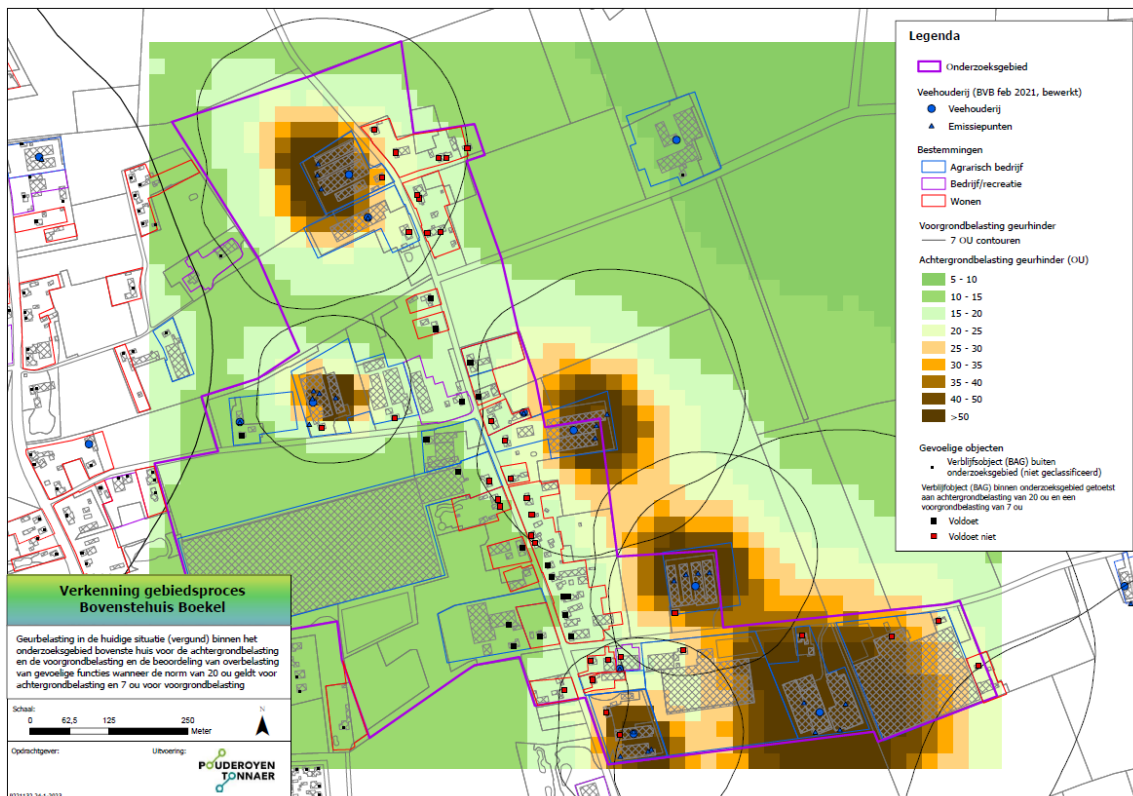 Legenda
Onderzoeksgebied
Veehouderij (BVB feb 2021, bewerkt)
Veehouderij
Emissiepunten
Bestemmingen
Agrarisch bedrijf
Bedrijf/recreatie
Wonen
Voorgrondbelasting geurhinder
7 OU contouren
Achtergrondbelasting geurhinder (OU)
5 - 10
10 - 15
15 - 20
20 - 25
25 - 30
30 - 35
35 - 40
40 - 50
>50
Gevoelige objecten
Verblijfsobject (BAG) buiten
onderzoeksgebied (niet geclassificeerd)
Verblijfobject (BAG) binnen onderzoeksgebied getoetst
aan achtergrondbelasting van 20 ou en een
voorgrondbelasting van 7 ou
Voldoet
Voldoet niet
Verkenning gebiedsproces
Bovenstehuis Boekel
Geurbelasting in de huidige situatie (vergund) binnen het
onderzoeksgebied bovenste huis voor de achtergrondbelasting
en de voorgrondbelasting en de beoordeling van overbelasting
van gevoelige functies wanneer de norm van 20 ou geldt voor
achtergrondbelasting en 7 ou voor voorgrondbelasting
Schaal:
0 62,5 125 250
Meter
N
Opdrachtgever: Uitvoering:
POUDEROYEN
TONNAER